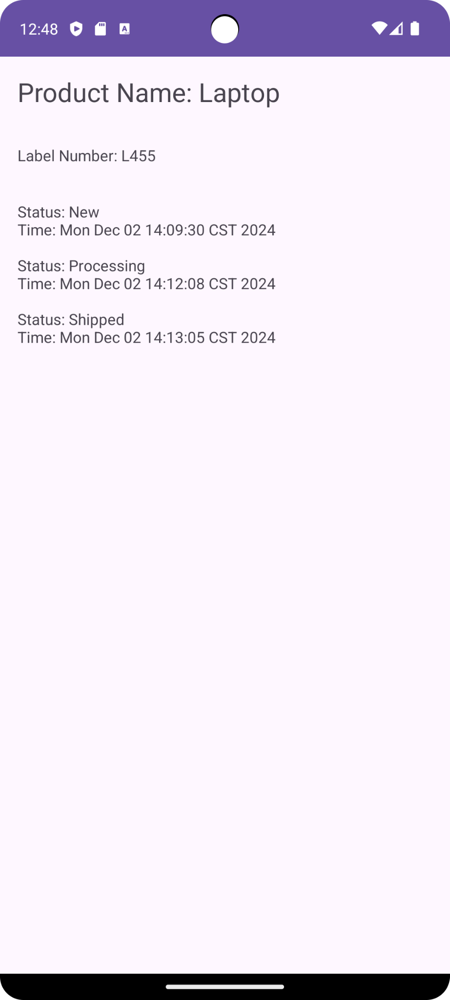 12:48
Product Name: Laptop
Label Number: L455
Status: New
Time: Mon Dec 02 14:09:30 CST 2024
Status: Processing
Time: Mon Dec 02 14:12:08 CST 2024
Status: Shipped
Time: Mon Dec 02 14:13:05 CST 2024